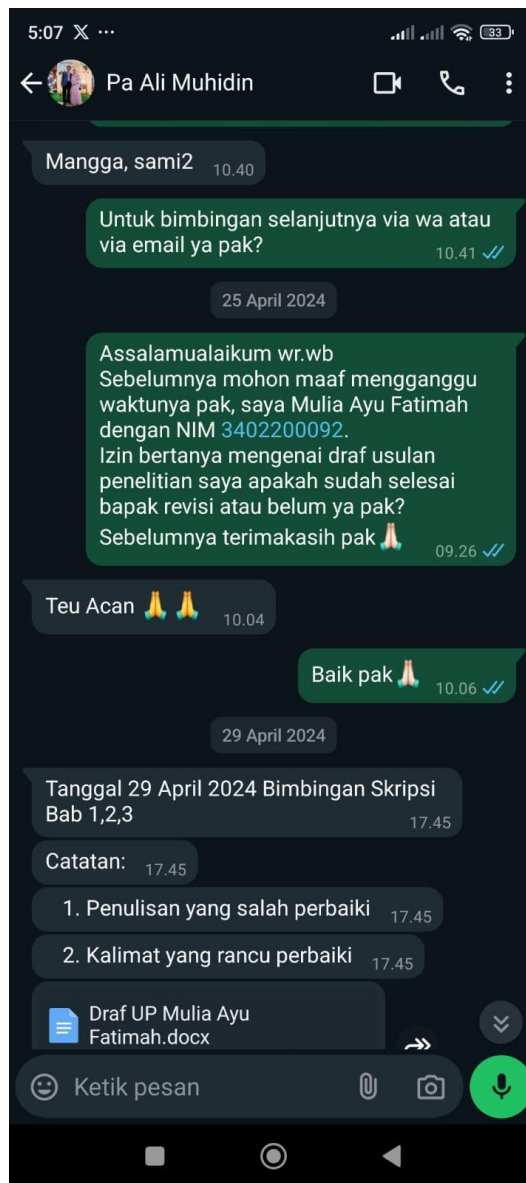 5:07 X ...
33
Pa Ali Muhidin
Mangga, sami2 10.40
Untuk bimbingan selanjutnya via wa atau
via email ya pak?
10.41
25 April 2024
Assalamualaikum wr.wb
Sebelumnya mohon maaf mengganggu
waktunya pak, saya Mulia Ayu Fatimah
dengan NIM 3402200092.
Izin bertanya mengenai draf usulan
penelitian saya apakah sudah selesai
bapak revisi atau belum ya pak?
Sebelumnya terimakasih pak🙏🏻
09.26
Teu Acan 🙏 🙏 10.04
Baik pak🙏🏻 10.06
29 April 2024
Tanggal 29 April 2024 Bimbingan Skripsi
Bab 1,2,3
17.45
Catatan: 17.45
1. Penulisan yang salah perbaiki 17.45
2. Kalimat yang rancu perbaiki 17.45
Draf UP Mulia Ayu
Fatimah.docx
Ketik pesan